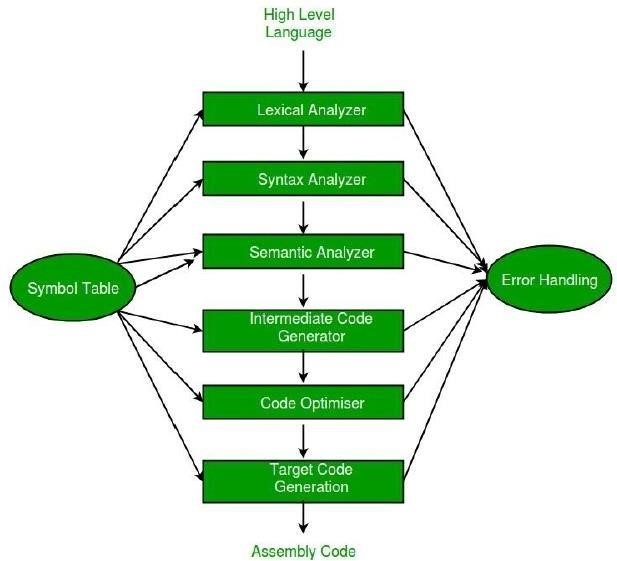 High Level
Language
Lexical Analyzer
Syntax Analyzer
Semantic Analyzer
Symbol Table
Error Handling
Intermediate Code
Generator
Code Optimiser
Target Code
Generation
Assembly Code